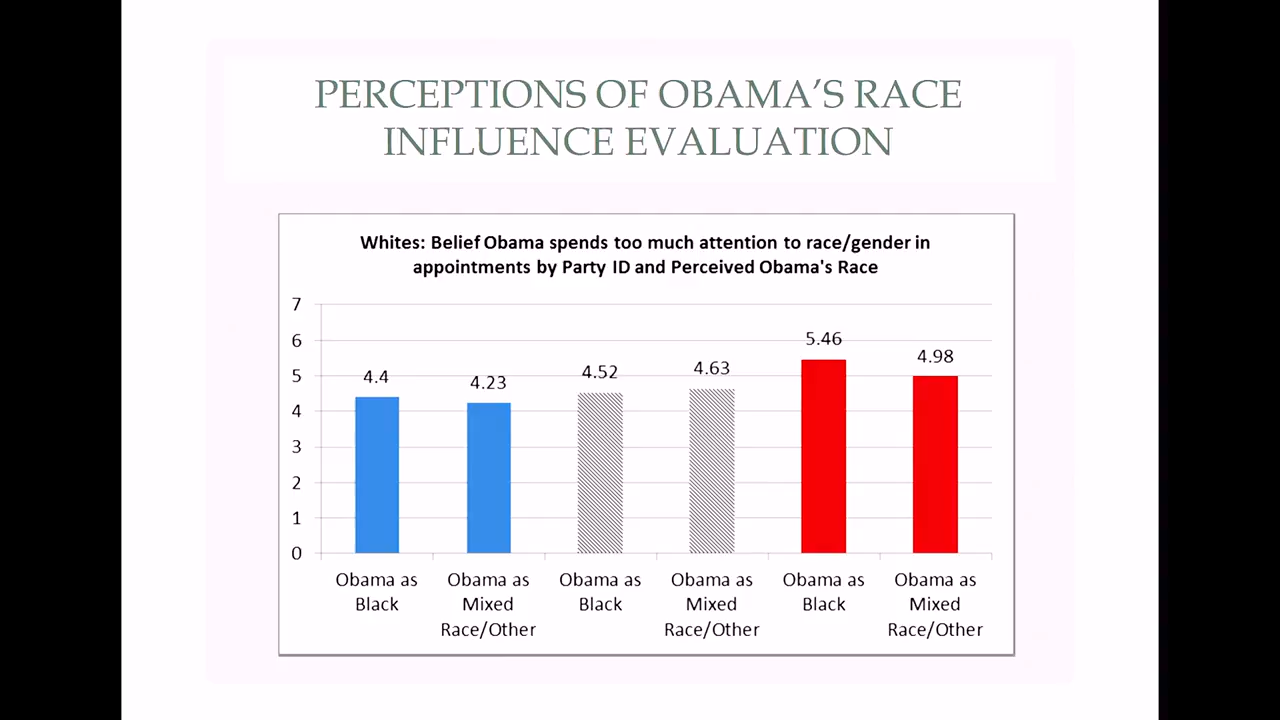 PERCEPTIONS OF OBAMA'S RACE
INFLUENCE EVALUATION
Whites: Belief Obama spends too much attention to race/gender in
appointments by Party ID and Perceived Obama's Race
7
6
5
4
3
2
1
0
4.4
4.23
4.52
4.63
5.46
4.98
Obama as
Black
Obama as
Mixed
Race/Other
Obama as
Black
Obama as
Mixed
Race/Other
Obama as
Black
Obama as
Mixed
Race/Other